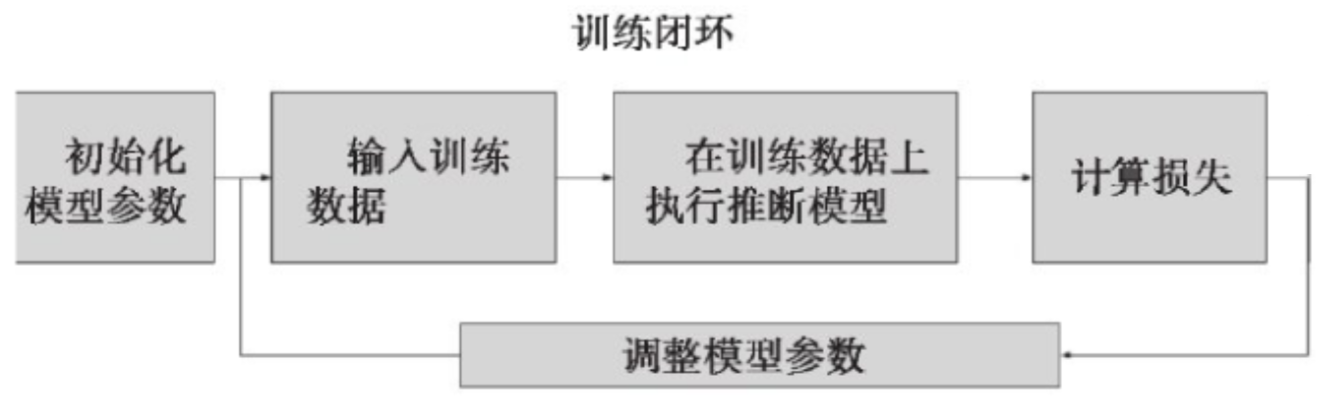 训练闭环
初始化
模型参数
输入训练
数据
在训练数据上
执行推断模型
计算损失
调整模型参数